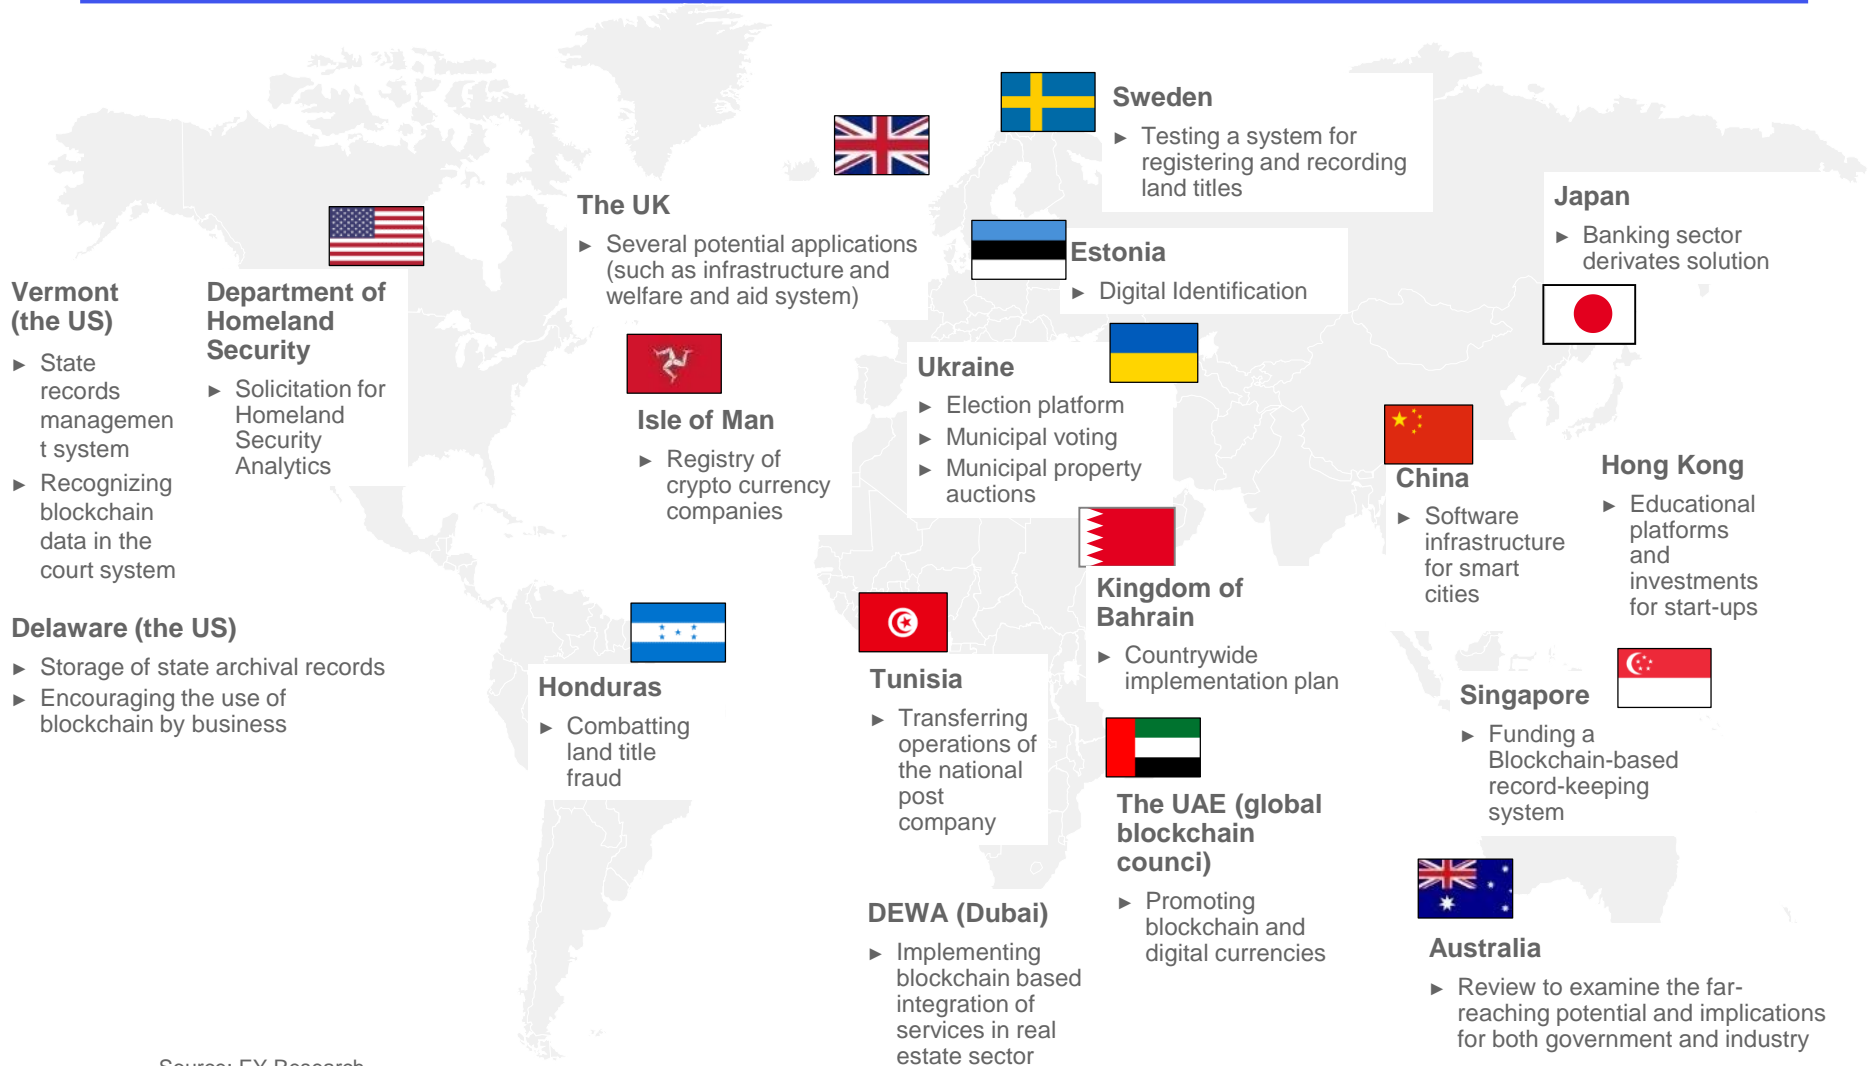 Sweden
► Testing a system for
registering and recording
land titles
The UK
► Several potential applications
(such as infrastructure and
welfare and aid system)
Japan
► Banking sector
derivates solution
Estonia
► Digital Identification
Vermont
(the US)
► State
records
managemen
t system
► Recognizing
blockchain
data in the
court system
Department of
Homeland
Security
► Solicitation for
Homeland
Security
Analytics
Isle of Man
► Registry of
crypto currency
companies
Ukraine
► Election platform
► Municipal voting
► Municipal property
auctions
China
► Software
infrastructure
for smart
cities
Hong Kong
► Educational
platforms
and
investments
for start-ups
Delaware (the US)
► Storage of state archival records
► Encouraging the use of
blockchain by business
Honduras
► Combatting
land title
fraud
Tunisia
► Transferring
operations of
the national
post
company
Kingdom of
Bahrain
► Countrywide
implementation plan
Singapore
► Funding a
Blockchain-based
record-keeping
system
The UAE (global
blockchain
counci)
► Promoting
blockchain and
digital currencies
DEWA (Dubai)
► Implementing
blockchain based
integration of
services in real
estate sector
Australia
► Review to examine the far-
reaching potential and implications
for both government and industry
Source: EY Research